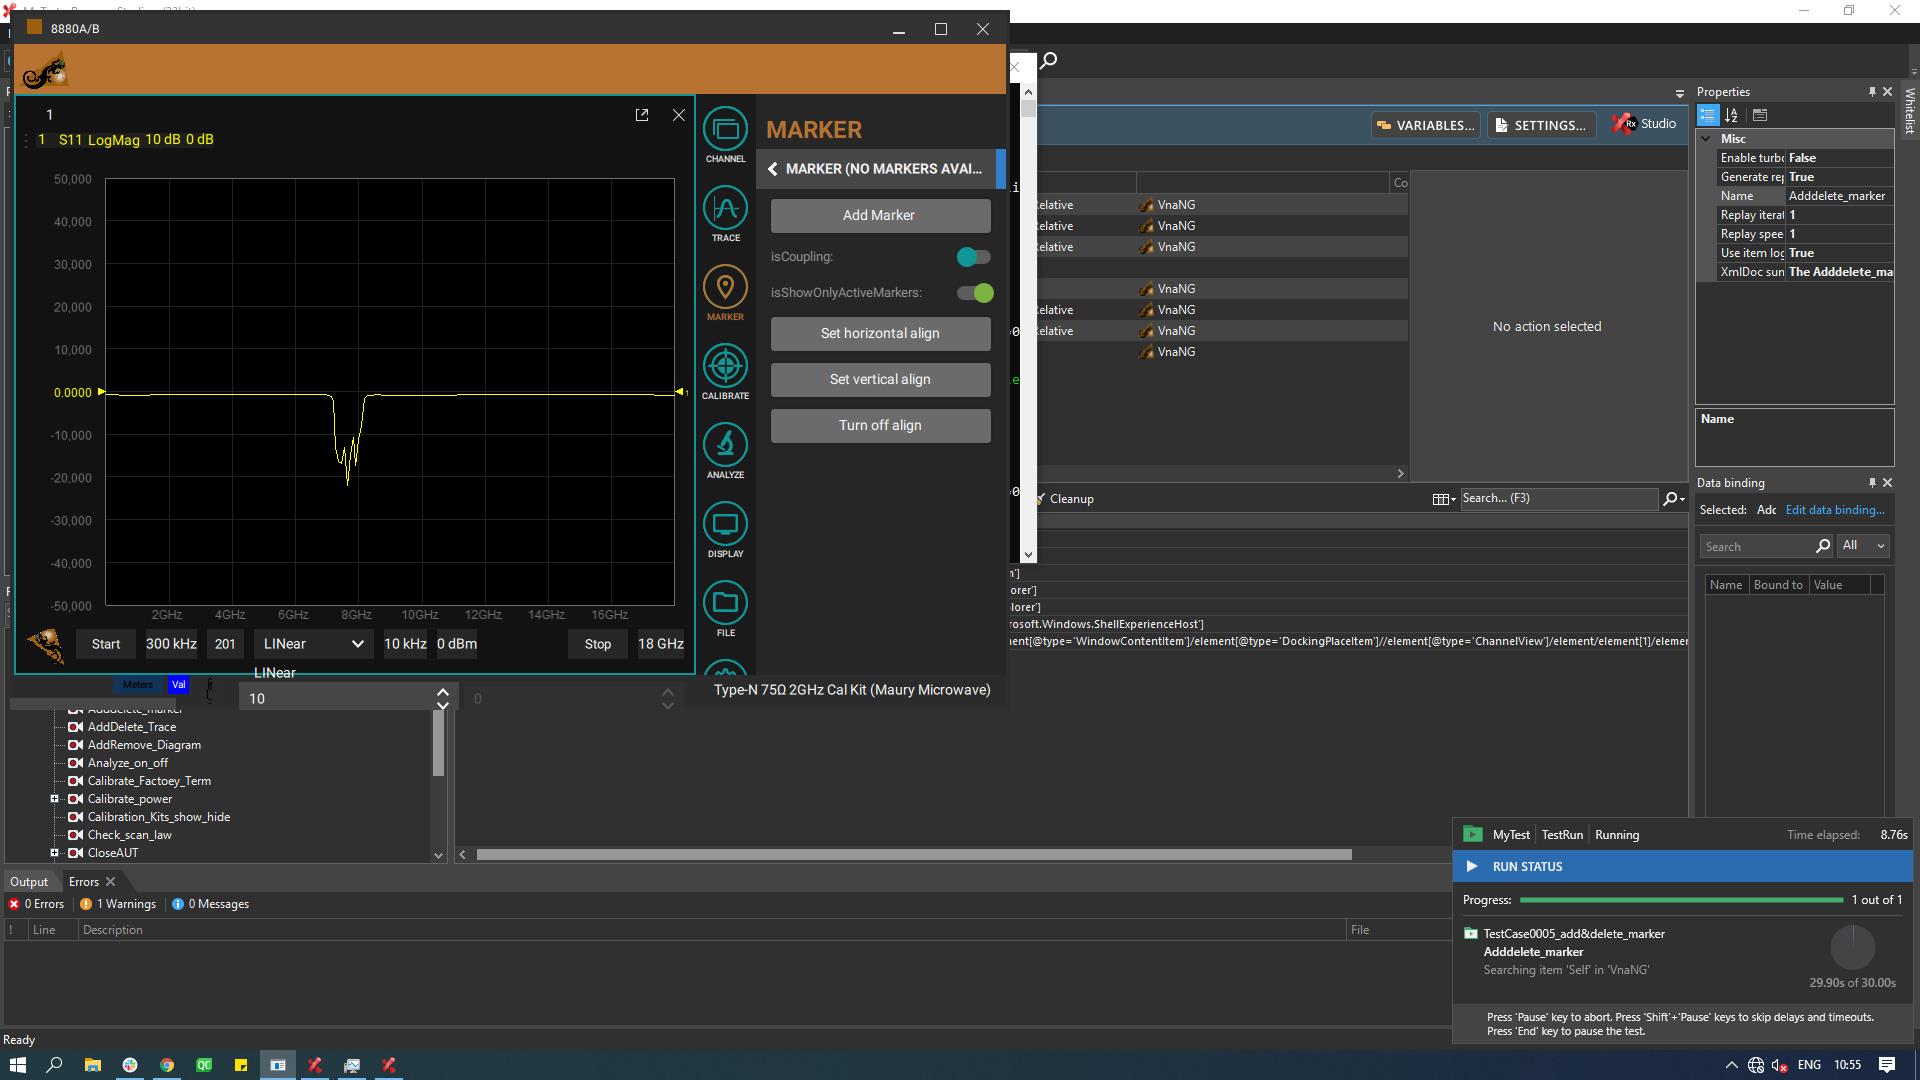 8880A/B
1
1 S11 LogMag 10 dB 0 dB
50,000
40,000
30,000
20,000
10,000
0.0000
-10,000
-20,000
-30,000
-40,000
-50,000
1
2GHz 4GHz 6GHz 8GHz 10GHz 12GHz 14GHz 16GHz
Start 300 kHz 201 LINear 10 kHz 0 dBm Stop 18 GHz
LINear
CHANNEL
TRACE
MARKER
CALIBRATE
ANALYZE
DISPLAY
FILE
MARKER
MARKER (NO MARKERS AVAI...
Add Marker
isCoupling:
isShowOnlyActiveMarkers:
Set horizontal align
Set vertical align
Turn off align
Type-N 75Ω 2GHz Cal Kit (Maury Microwave)
Meters Val
10
0
VARIABLES... SETTINGS... Rx Studio
Co
elative VnaNG
elative VnaNG
elative VnaNG
VnaNG
elative VnaNG
elative VnaNG
VnaNG
No action selected
Cleanup
Search... (F3)
m']
orer']
lorer']
rosoft.Windows.ShellExperienceHost']
nent[@type='WindowContentItem']/element[@type='DockingPlaceItem']//element[@type='ChannelView']/element/element[1]/elemer
Properties
Whitelist
Misc
Enable turbo False
Generate rep True
Name Adddelete_marker
Replay iterat 1
Replay spee 1
Use item log True
XmlDoc sun The Adddelete_ma
Name
Data binding
Selected: Adc Edit data binding...
Search All
Name Bound to Value
Adddelete_marker
AddDelete_Trace
AddRemove_Diagram
Analyze_on_off
Calibrate_Factoey_Term
Calibrate_power
Calibration_Kits_show_hide
Check_scan_law
CloseAUT
Output Errors
0 Errors 1 Warnings 0 Messages
! Line Description File
Ready
MyTest TestRun Running Time elapsed: 8.76s
RUN STATUS
Progress: 1 out of 1
TestCase0005_add&delete_marker
Adddelete_marker
Searching item 'Self' in 'VnaNG'
29.90s of 30.00s
Press 'Pause' key to abort. Press 'Shift'+'Pause' keys to skip delays and timeouts.
Press 'End' key to pause the test.
QC
ENG 10:55